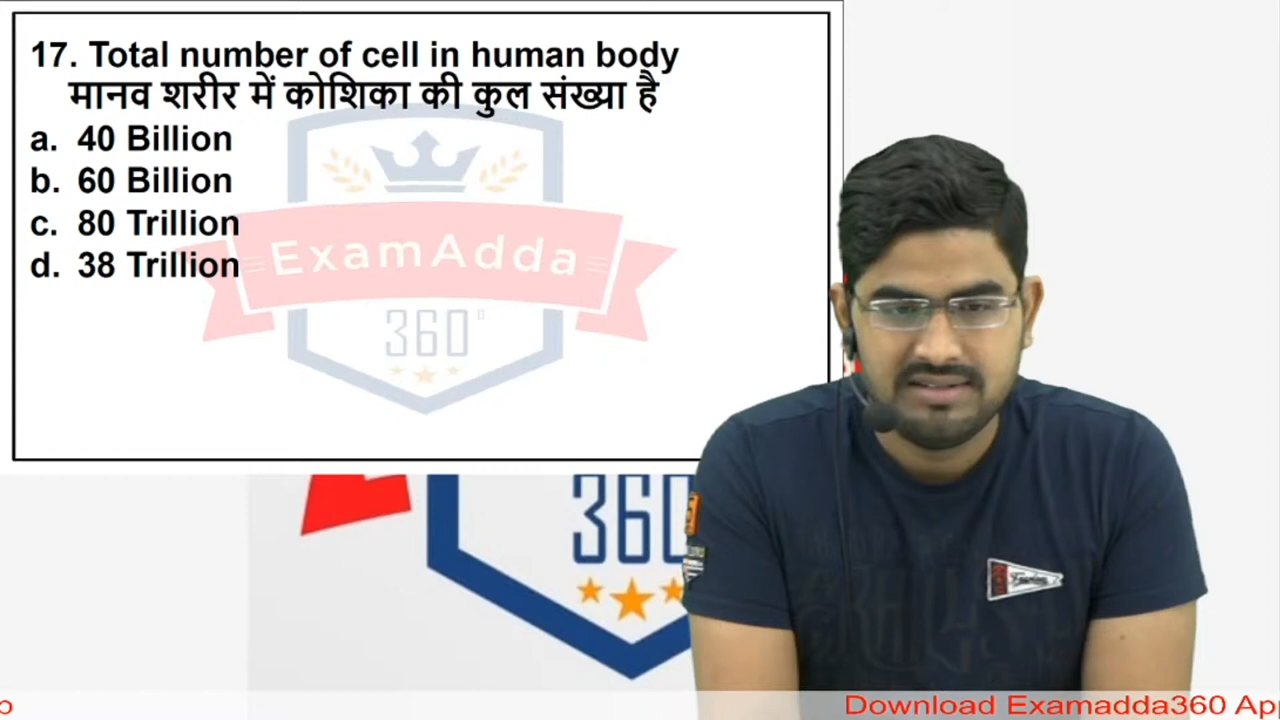 17. Total number of cell in human body
मानव शरीर में कोशिका की कुल संख्या है
a. 40 Billion
b. 60 Billion
c. 80 Trillion
d. 38 Trillion
ExamAdda
360°
360
Download Examadda360 App